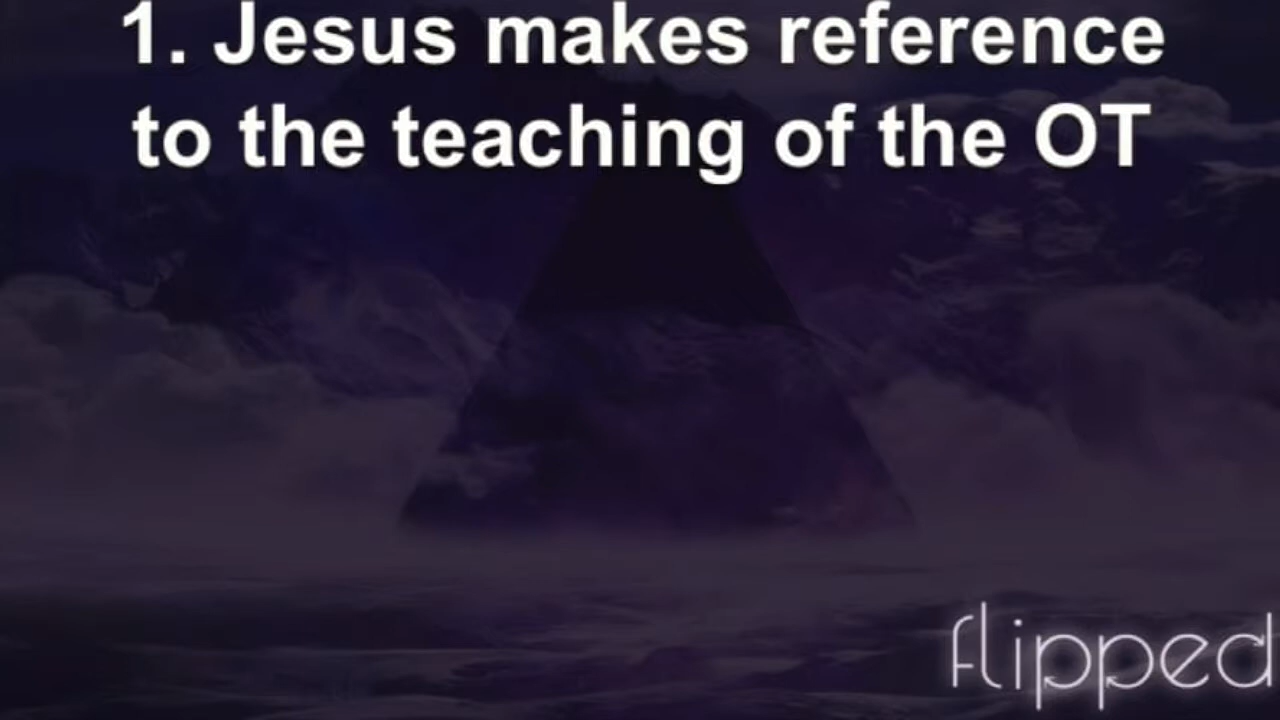 1. Jesus makes reference
to the teaching of the OT
flipped